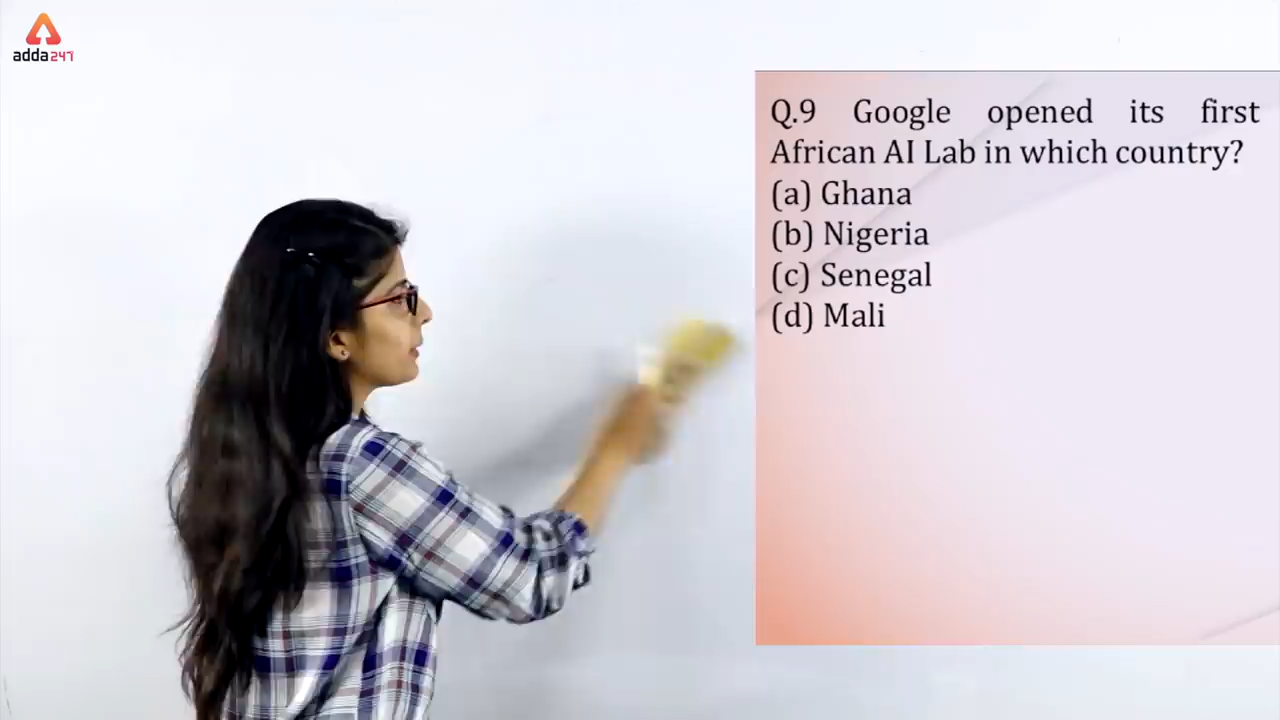 adda247
Q.9 Google opened its first
African AI Lab in which country?
(a) Ghana
(b) Nigeria
(c) Senegal
(d) Mali